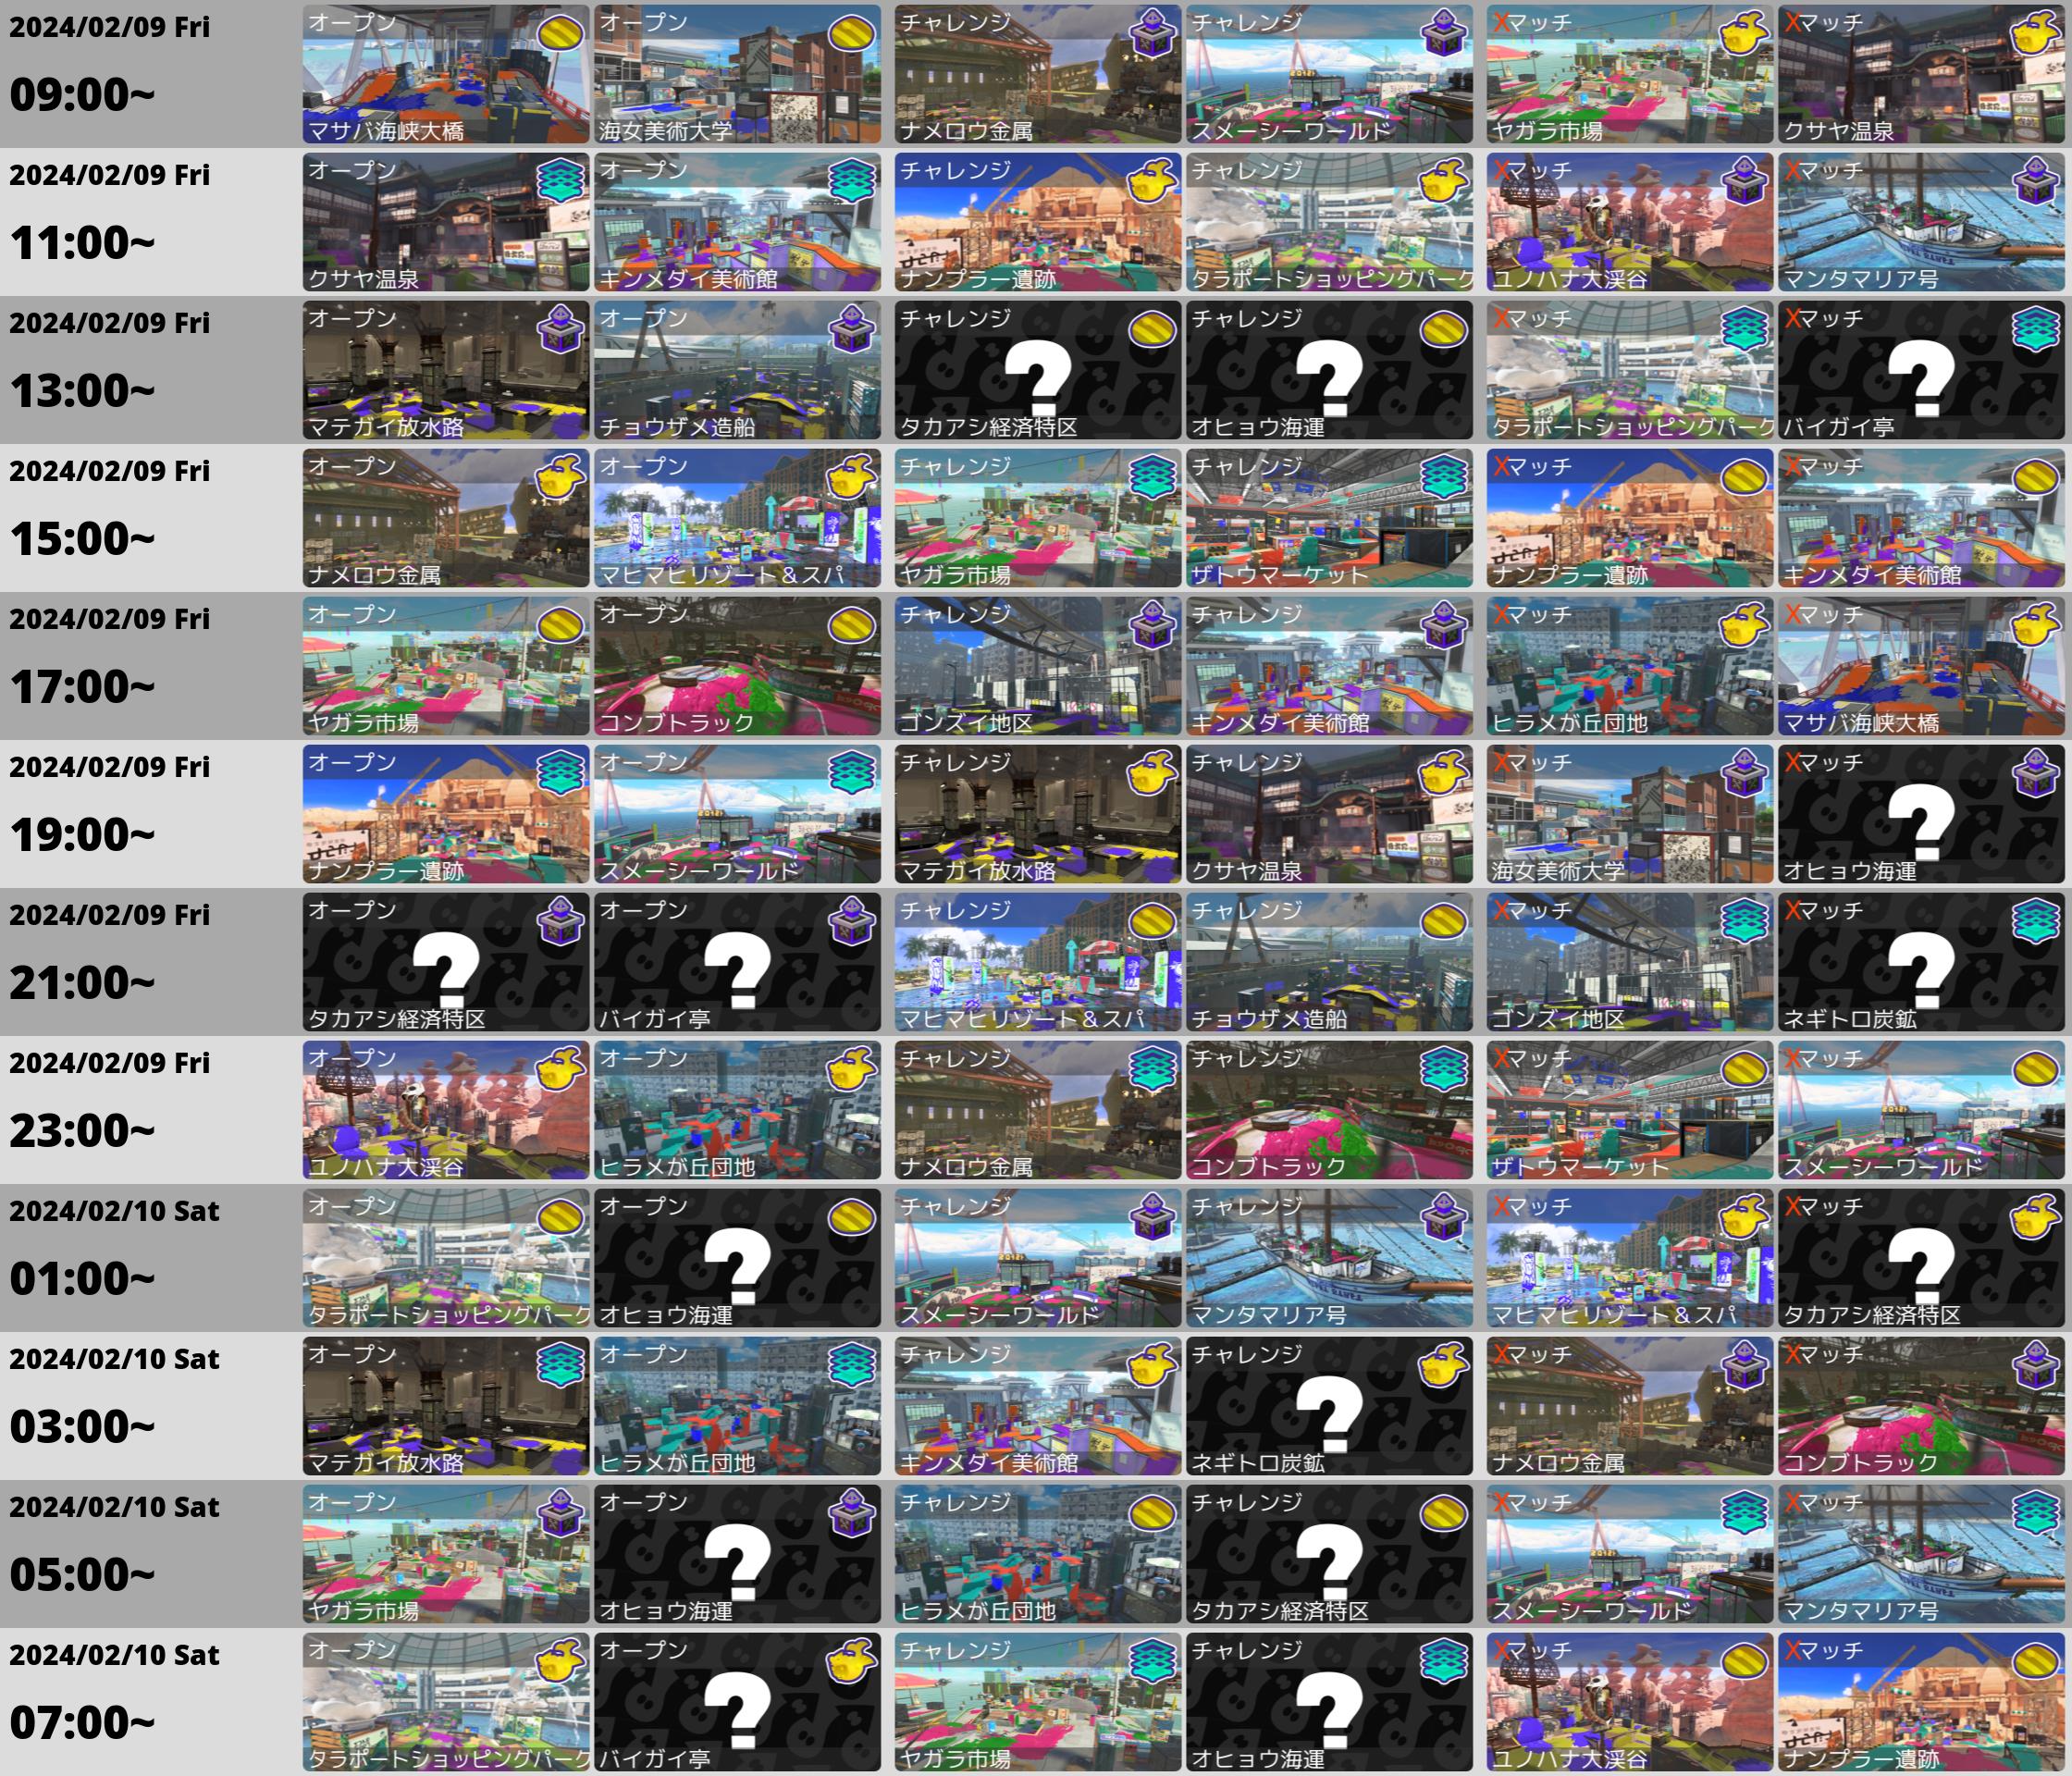 2024/02/09 Fri
09:00~
オープン
マサバ海峡大橋
オープン
海女美術大学
チャレンジ
ナメロウ金属
チャレンジ
スメーシーワールド
Xマッチ
ヤガラ市場
Xマッチ
クサヤ温泉
2024/02/09 Fri
11:00~
オープン
クサヤ温泉
オープン
キンメダイ美術館
チャレンジ
ナンプラー遺跡
チャレンジ
タラポートショッピングパーク
Xマッチ
ユノハナ大渓谷
Xマッチ
マンタマリア号
2024/02/09 Fri
13:00~
オープン
マテガイ放水路
オープン
チョウザメ造船
チャレンジ
?
タカアシ経済特区
チャレンジ
?
オヒョウ海運
Xマッチ
タラポートショッピングパーク
Xマッチ
?
バイガイ亭
2024/02/09 Fri
15:00~
オープン
ナメロウ金属
オープン
マヒマヒリゾート&スパ
チャレンジ
ヤガラ市場
チャレンジ
ザトウマーケット
Xマッチ
ナンプラー遺跡
Xマッチ
キンメダイ美術館
2024/02/09 Fri
17:00~
オープン
ヤガラ市場
オープン
コンブトラック
チャレンジ
ゴンズイ地区
チャレンジ
キンメダイ美術館
Xマッチ
ヒラメが丘団地
Xマッチ
マサバ海峡大橋
2024/02/09 Fri
19:00~
オープン
ナンプラー遺跡
オープン
スメーシーワールド
チャレンジ
マテガイ放水路
チャレンジ
クサヤ温泉
Xマッチ
海女美術大学
Xマッチ
?
オヒョウ海運
2024/02/09 Fri
21:00~
オープン
?
タカアシ経済特区
オープン
?
バイガイ亭
チャレンジ
マヒマヒリゾート&スパ
チャレンジ
チョウザメ造船
Xマッチ
ゴンズイ地区
Xマッチ
?
ネギトロ炭鉱
2024/02/09 Fri
23:00~
オープン
ユノハナ大渓谷
オープン
ヒラメが丘団地
チャレンジ
ナメロウ金属
チャレンジ
コンブトラック
Xマッチ
ザトウマーケット
Xマッチ
スメーシーワールド
2024/02/10 Sat
01:00~
オープン
タラポートショッピングパーク
オープン
?
オヒョウ海運
チャレンジ
スメーシーワールド
チャレンジ
マンタマリア号
Xマッチ
マヒマヒリゾート&スパ
Xマッチ
?
タカアシ経済特区
2024/02/10 Sat
03:00~
オープン
マテガイ放水路
オープン
ヒラメが丘団地
チャレンジ
キンメダイ美術館
チャレンジ
?
ネギトロ炭鉱
Xマッチ
ナメロウ金属
Xマッチ
コンブトラック
2024/02/10 Sat
05:00~
オープン
ヤガラ市場
オープン
?
オヒョウ海運
チャレンジ
ヒラメが丘団地
チャレンジ
?
タカアシ経済特区
Xマッチ
スメーシーワールド
Xマッチ
マンタマリア号
2024/02/10 Sat
07:00~
オープン
タラポートショッピングパーク
オープン
?
バイガイ亭
チャレンジ
ヤガラ市場
チャレンジ
?
オヒョウ海運
Xマッチ
ユノハナ大渓谷
Xマッチ
ナンプラー遺跡